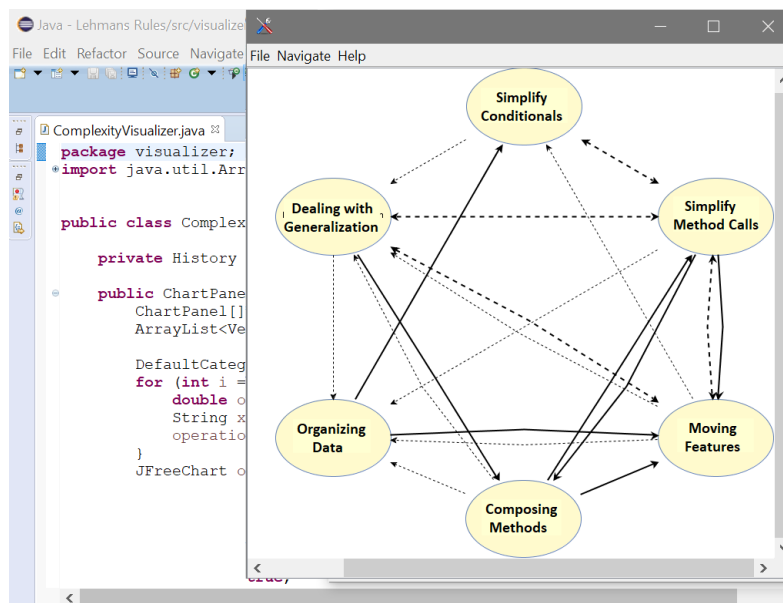 Java - Lehmans Rules/src/visualize
File Edit Refactor Source Navigate
ComplexityVisualizer.java
package visualizer;
import java.util.Arr
public class Complex
private History
public ChartPane
ChartPanel[]
ArrayList<Ve
DefaultCateg
for (int i =
double o
String x
operatio
}
JFreeChart o
true,
File Navigate Help
Simplify
Conditionals
Dealing with
Generalization
Simplify
Method Calls
Organizing
Data
Moving
Features
Composing
Methods